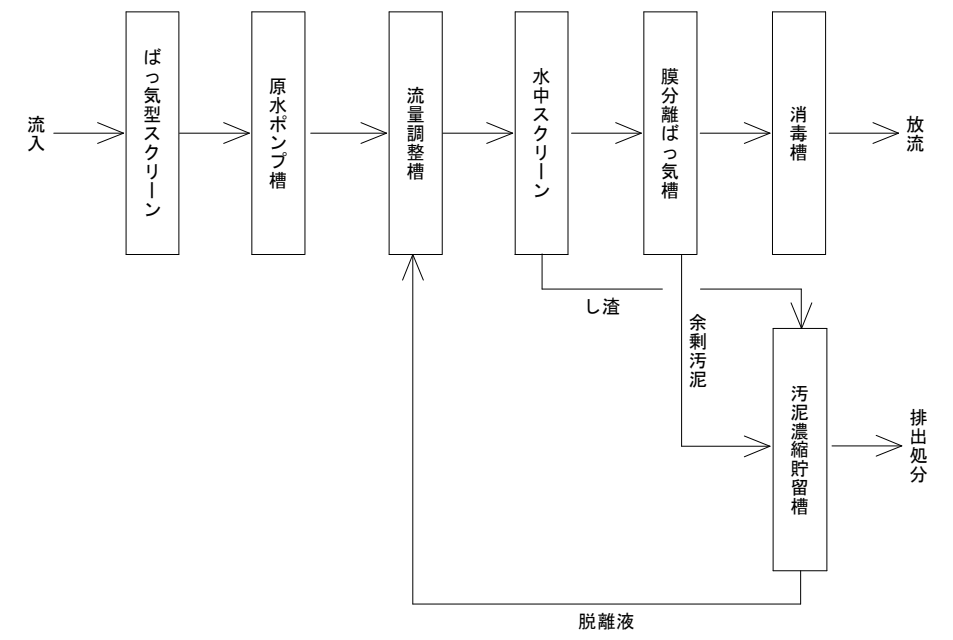 流入
ばっ気型スクリーン
原水ポンプ槽
流量調整槽
水中スクリーン
膜分離ばっ気槽
消毒槽
放流
し渣
余剰汚泥
汚泥濃縮貯留槽
排出処分
脱離液